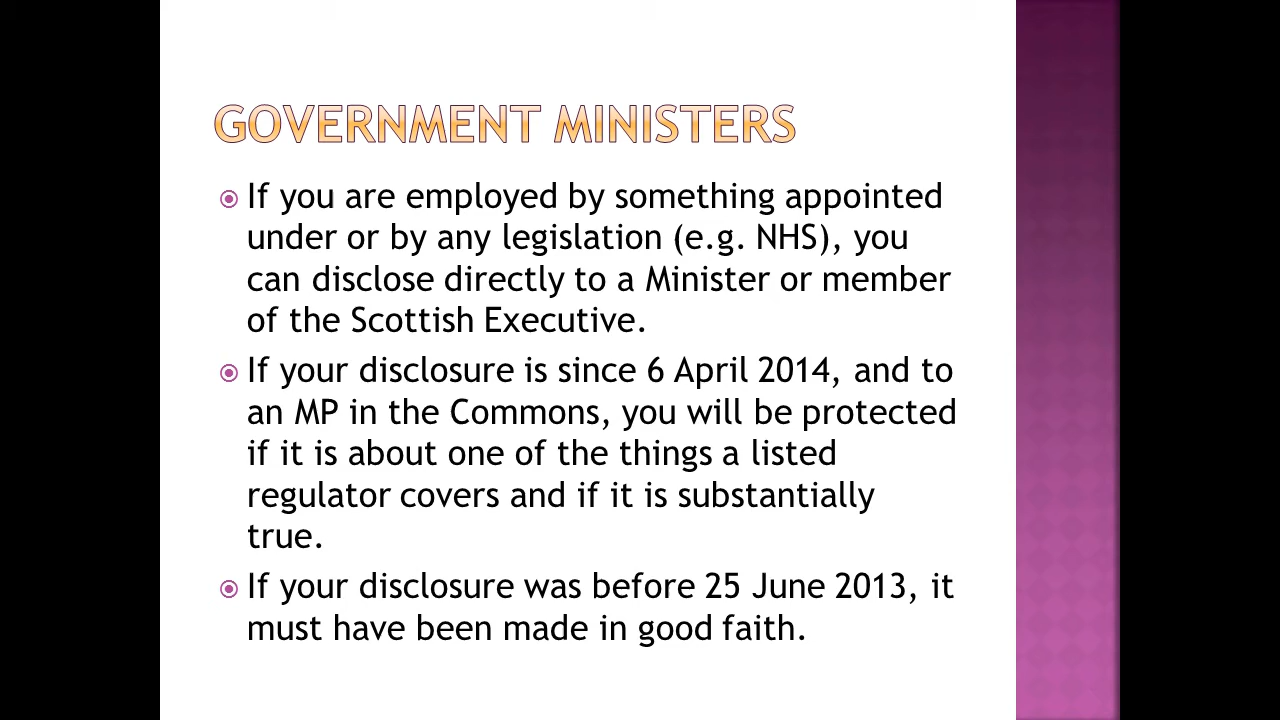 GOVERNMENT MINISTERS
If you are employed by something appointed
under or by any legislation (e.g. NHS), you
can disclose directly to a Minister or member
of the Scottish Executive.
If your disclosure is since 6 April 2014, and to
an MP in the Commons, you will be protected
if it is about one of the things a listed
regulator covers and if it is substantially
true.
If your disclosure was before 25 June 2013, it
must have been made in good faith.